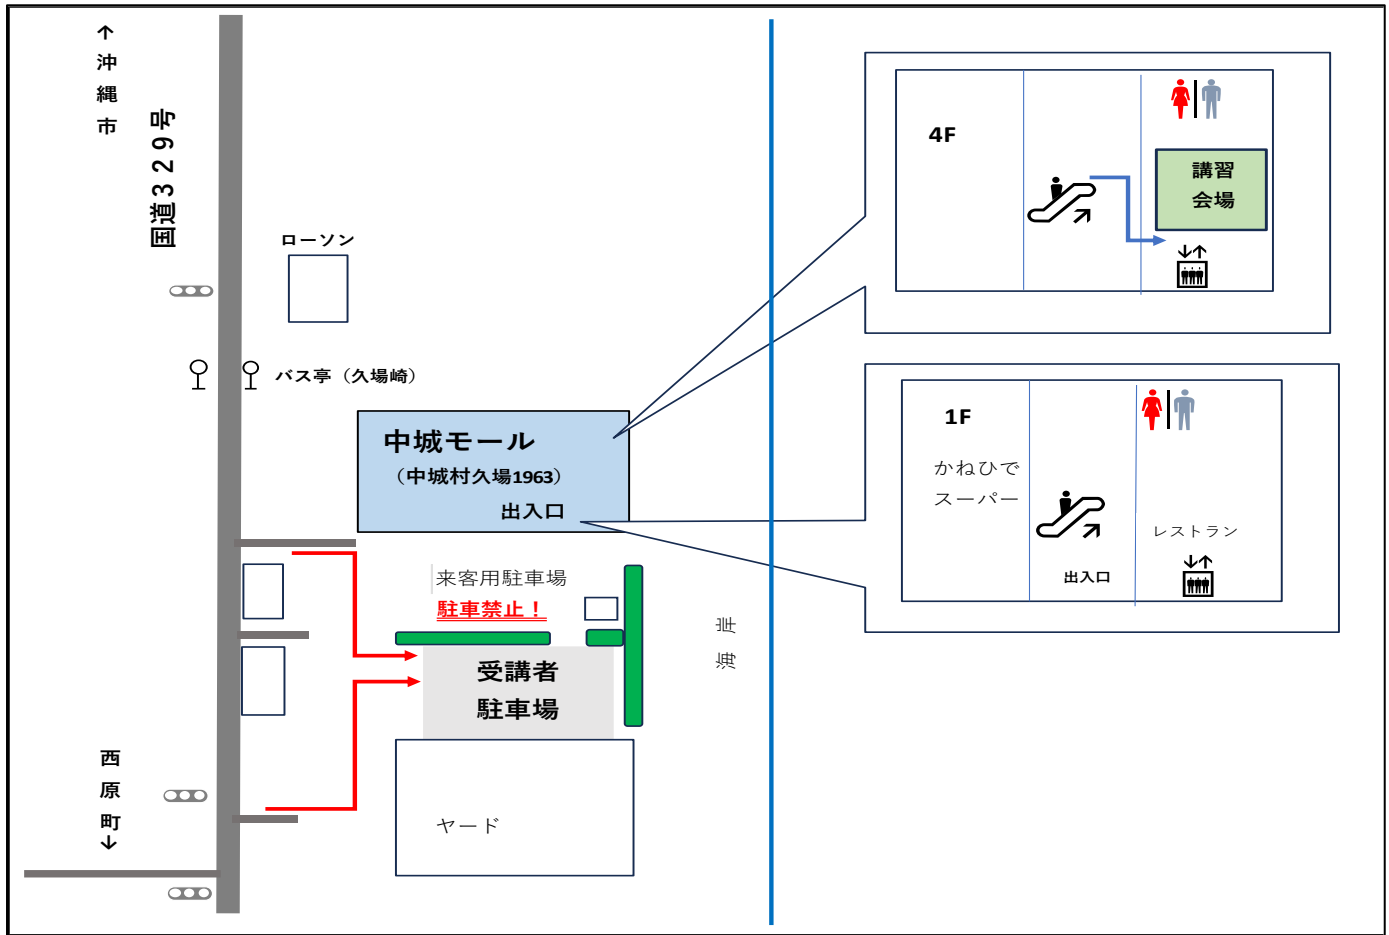 ↑沖縄市
国道３２９号
ローソン
バス亭（久場崎）
中城モール
（中城村久場1963）
出入口
来客用駐車場
駐車禁止！
受講者
駐車場
ヤード
西原町↓
海岸
4F
講習
会場
1F
かねひで
スーパー
レストラン
出入口